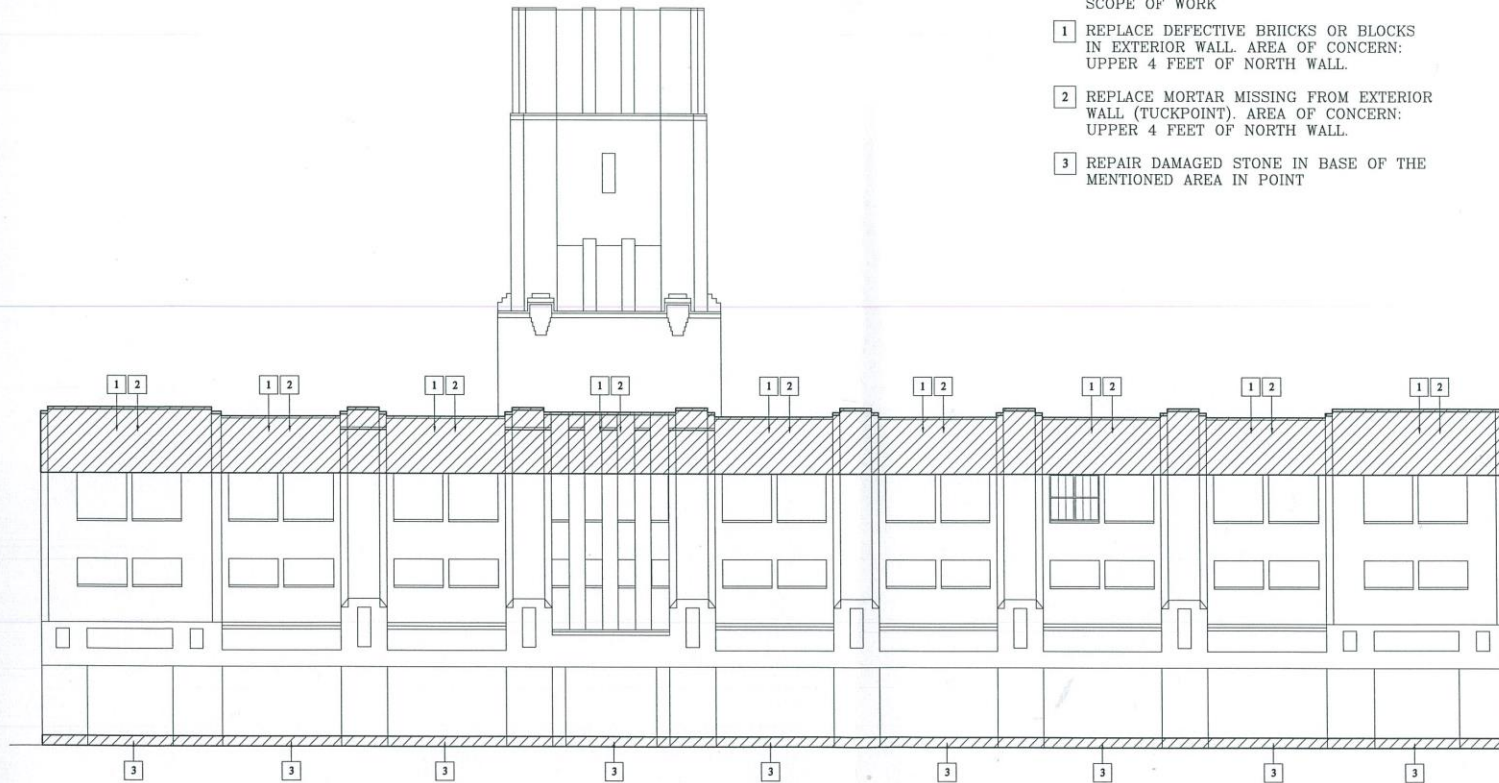 SCOPE OF WORK
1 REPLACE DEFECTIVE BRIICKS OR BLOCKS
IN EXTERIOR WALL. AREA OF CONCERN:
UPPER 4 FEET OF NORTH WALL.
2 REPLACE MORTAR MISSING FROM EXTERIOR
WALL (TUCKPOINT). AREA OF CONCERN:
UPPER 4 FEET OF NORTH WALL.
3 REPAIR DAMAGED STONE IN BASE OF THE
MENTIONED AREA IN POINT
1 2 1 2 1 2 1 2 1 2 1 2 1 2 1 2 1 2
3 3 3 3 3 3 3 3 3